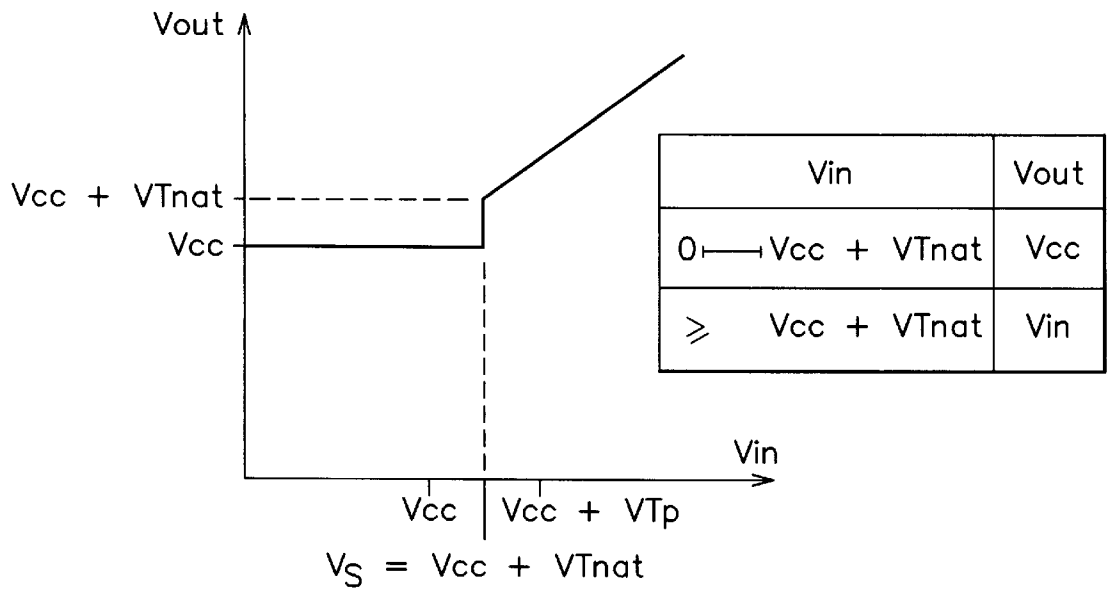 Vout
Vcc + VTnat
Vcc
Vin Vout
0 Vcc + VTnat Vcc
⩾ Vcc + VTnat Vin
Vin
Vcc Vcc + VTp
VS = Vcc + VTnat